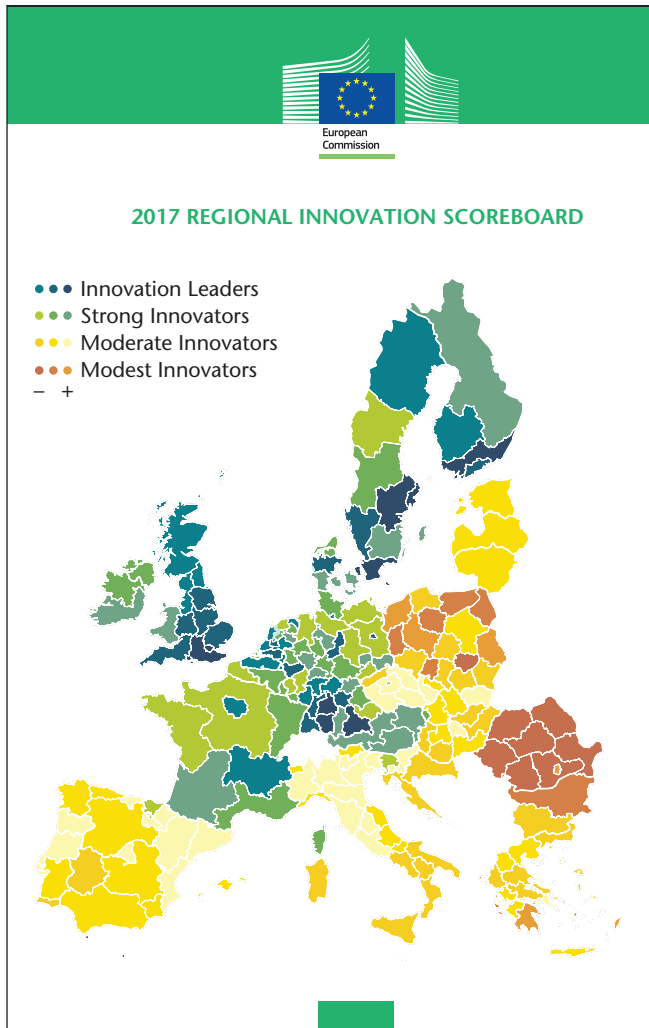 European
Commission
2017 REGIONAL INNOVATION SCOREBOARD
Innovation Leaders
Strong Innovators
Moderate Innovators
Modest Innovators
– +